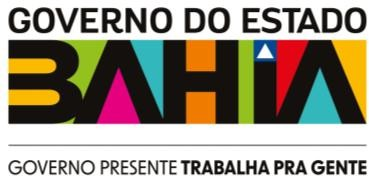 GOVERNO DO ESTADO
BAHIA
GOVERNO PRESENTE TRABALHA PRA GENTE